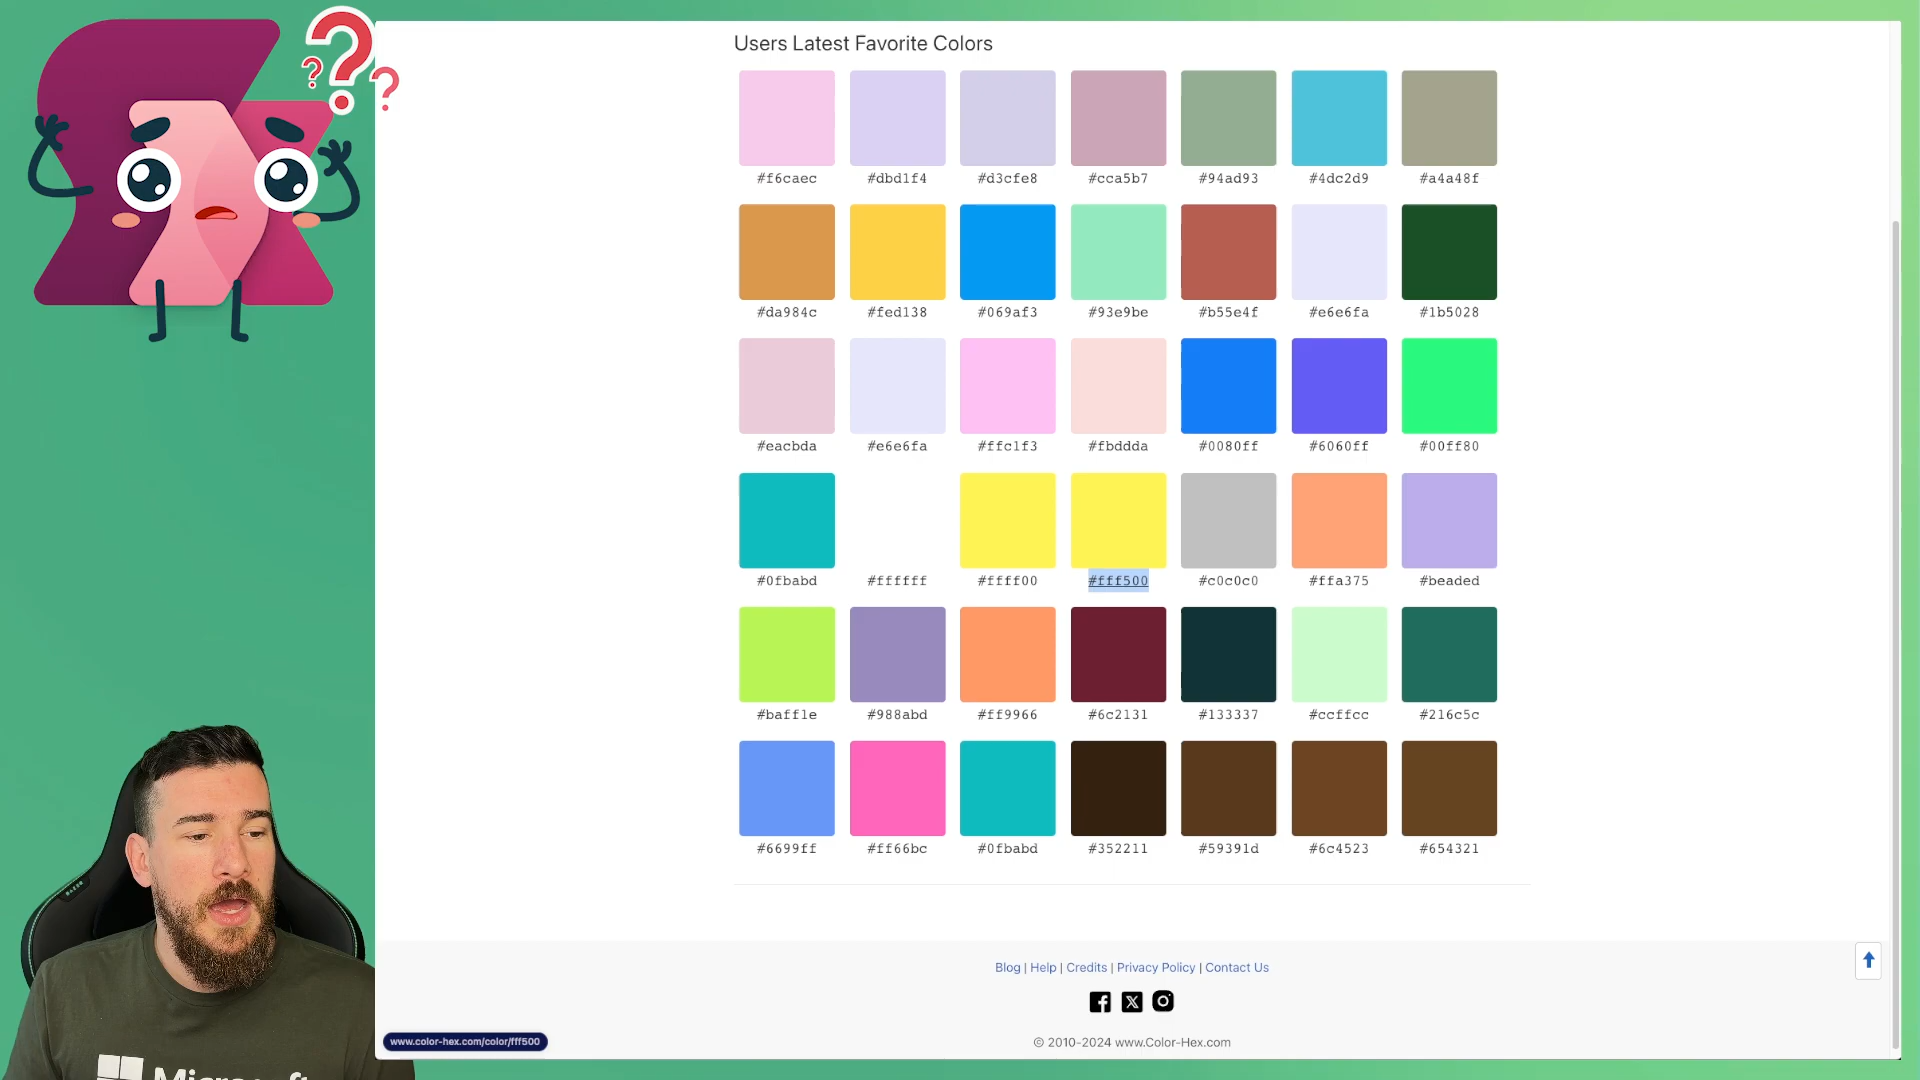 ? ? ?
Users Latest Favorite Colors
#f6caec #dbd1f4 #d3cfe8 #cca5b7 #94ad93 #4dc2d9 #a4a48f
#da984c #fed138 #069af3 #93e9be #b55e4f #e6e6fa #1b5028
#eacbda #e6e6fa #ffc1f3 #fbddda #0080ff #6060ff #00ff80
#0fbabd #ffffff #ffff00 #fff500 #c0c0c0 #ffa375 #beaded
#baff1e #988abd #ff9966 #6c2131 #133337 #ccffcc #216c5c
#6699ff #ff66bc #0fbabd #352211 #59391d #6c4523 #654321
Blog | Help | Credits | Privacy Policy | Contact Us
www.color-hex.com/color/fff500
© 2010-2024 www.Color-Hex.com